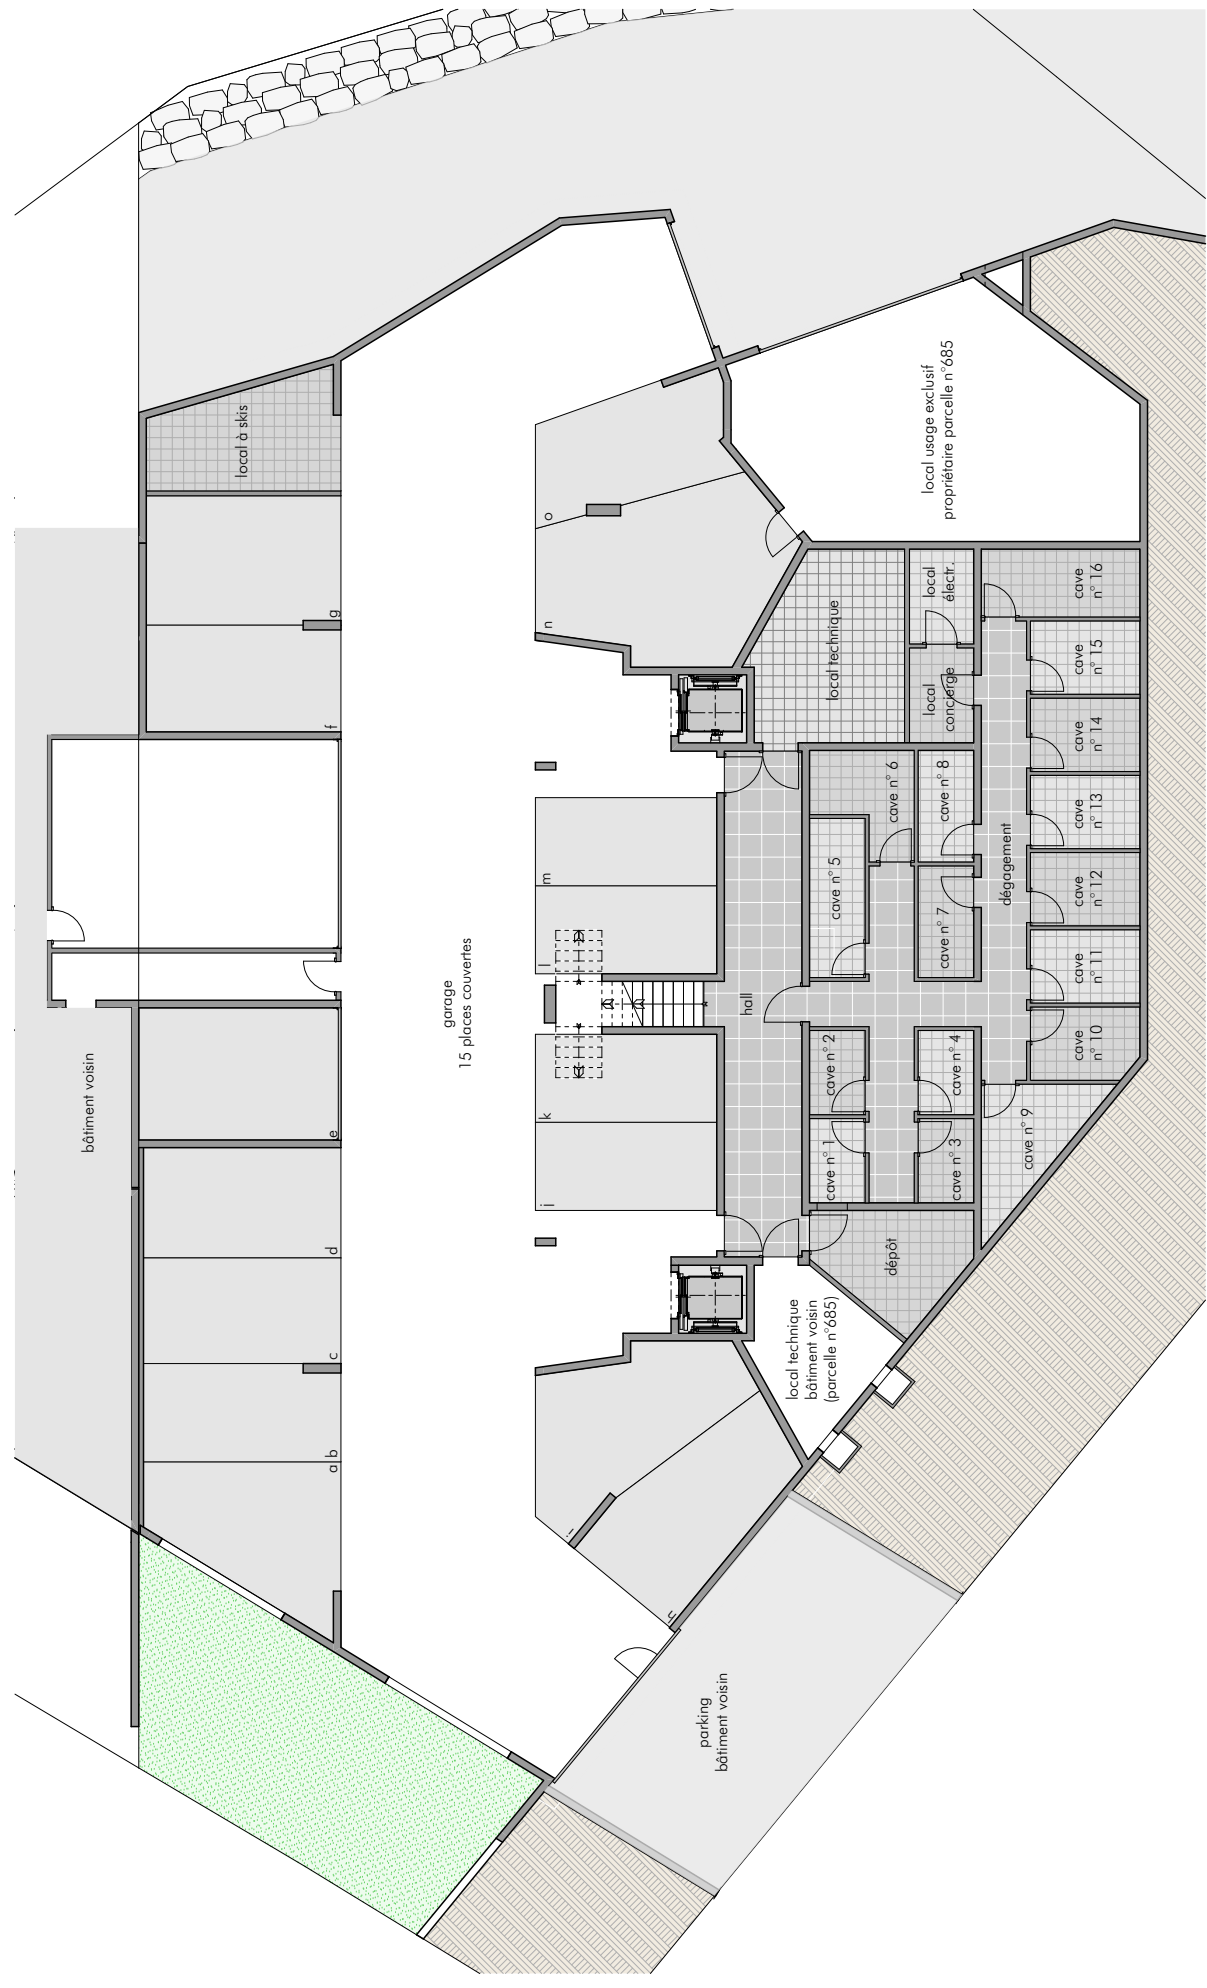 local à skis
g
f
e
d
c
b
a
bâtiment voisin
garage
15 places couvertes
o
n
m
l
k
j
i
h
local usage exclusif
propriétaire parcelle n°685
local technique
local
électr.
local
concierge
hall
dégagement
cave n° 6
cave n° 8
cave n° 5
cave n° 7
cave n° 2
cave n° 4
cave n° 1
cave n° 3
cave n° 9
cave
n° 16
cave
n° 15
cave
n° 14
cave
n° 13
cave
n° 12
cave
n° 11
cave
n° 10
dépôt
local technique
bâtiment voisin
(parcelle n°685)
parking
bâtiment voisin